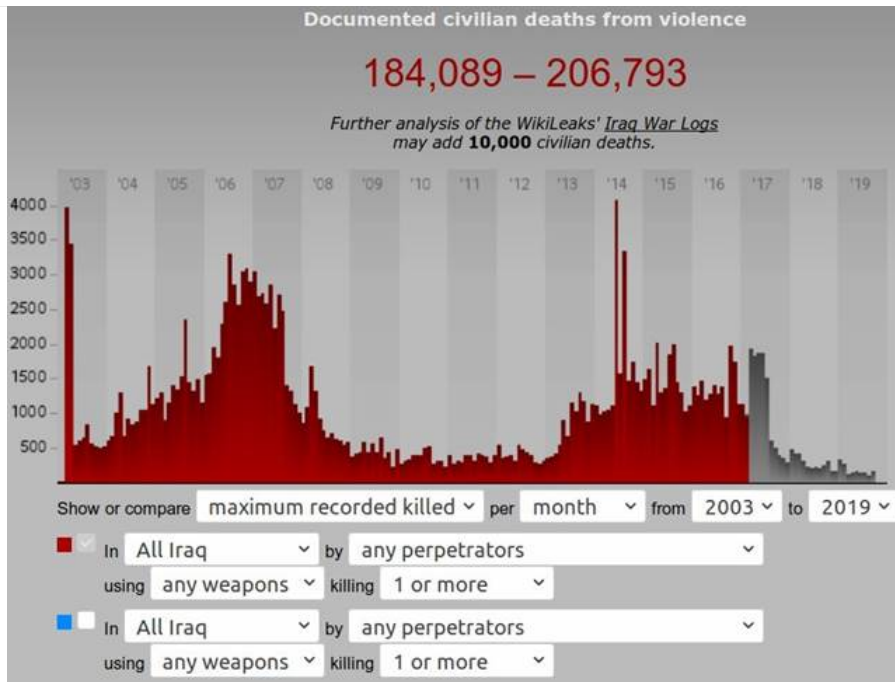 Documented civilian deaths from violence
184,089 – 206,793
Further analysis of the WikiLeaks' Iraq War Logs
may add 10,000 civilian deaths.
'03 '04 '05 '06 '07 '08 '09 '10 '11 '12 '13 '14 '15 '16 '17 '18 '19
4000
3500
3000
2500
2000
1500
1000
500
Show or compare maximum recorded killed per month from 2003 to 2019
In All Iraq by any perpetrators
using any weapons killing 1 or more
In All Iraq by any perpetrators
using any weapons killing 1 or more